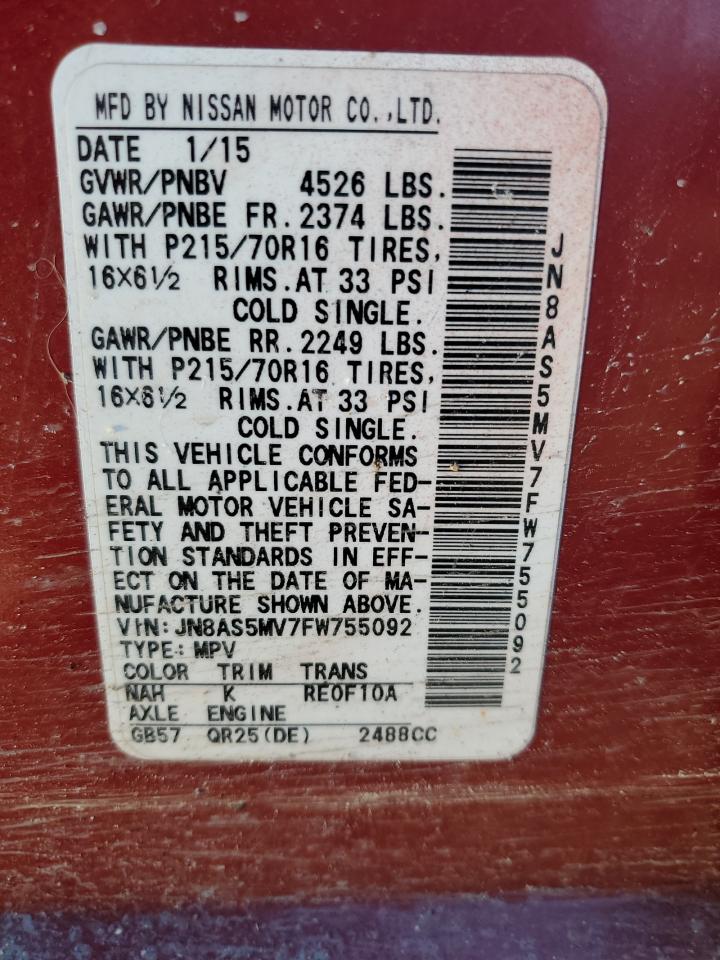 MFD BY NISSAN MOTOR CO.,LTD.
DATE 1/15
GVWR/PNBV 4526 LBS.
GAWR/PNBE FR.2374 LBS.
WITH P215/70R16 TIRES,
16×6½ RIMS.AT 33 PSI
COLD SINGLE.
GAWR/PNBE RR.2249 LBS.
WITH P215/70R16 TIRES,
16×6½ RIMS.AT 33 PSI
COLD SINGLE.
THIS VEHICLE CONFORMS
TO ALL APPLICABLE FED-
ERAL MOTOR VEHICLE SA-
FETY AND THEFT PREVEN-
TION STANDARDS IN EFF-
ECT ON THE DATE OF MA-
NUFACTURE SHOWN ABOVE.
VIN:JN8AS5MV7FW755092
TYPE:MPV
COLOR TRIM TRANS
NAH K RE0F10A
AXLE ENGINE
GB57 QR25(DE) 2488CC
JN8AS5MV7FW755092